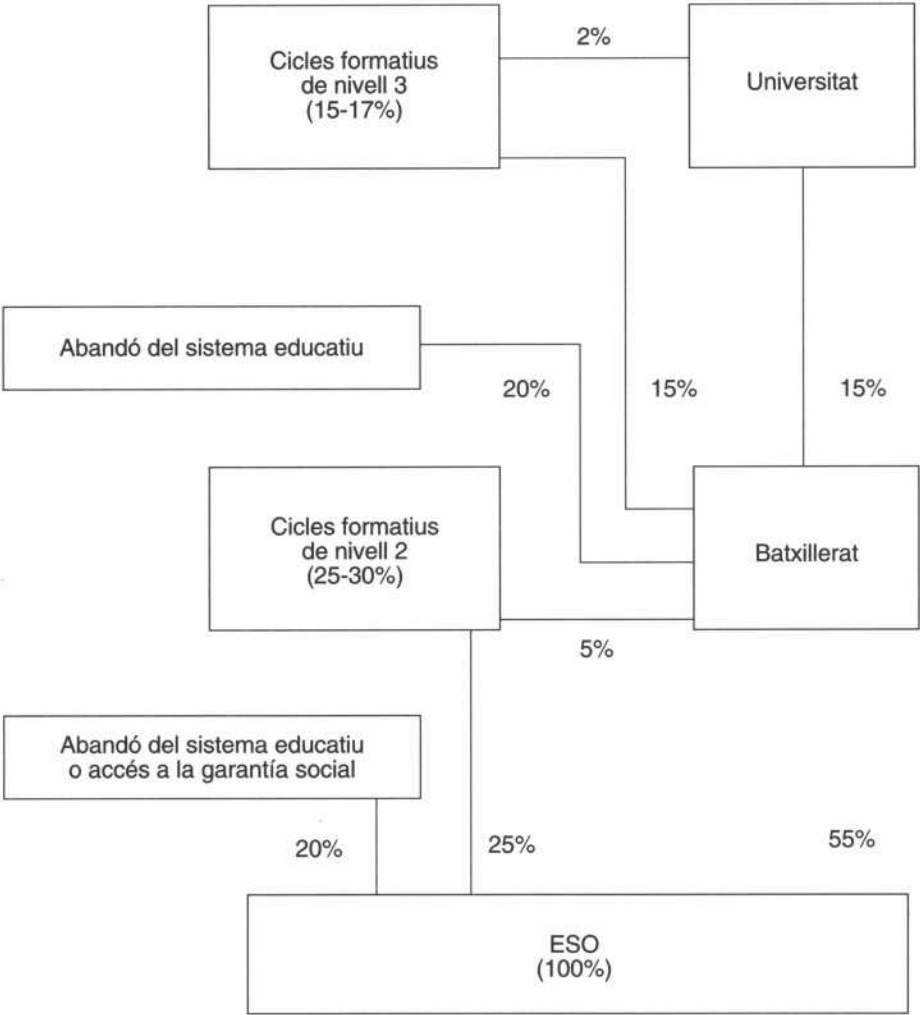 Cicles formatius
de nivell 3
(15-17%)
2%
Universitat
Abandó del sistema educatiu
20%
15%
15%
Cicles formatius
de nivell 2
(25-30%)
Batxillerat
5%
Abandó del sistema educatiu
o accés a la garantía social
20%
25%
55%
ESO
(100%)